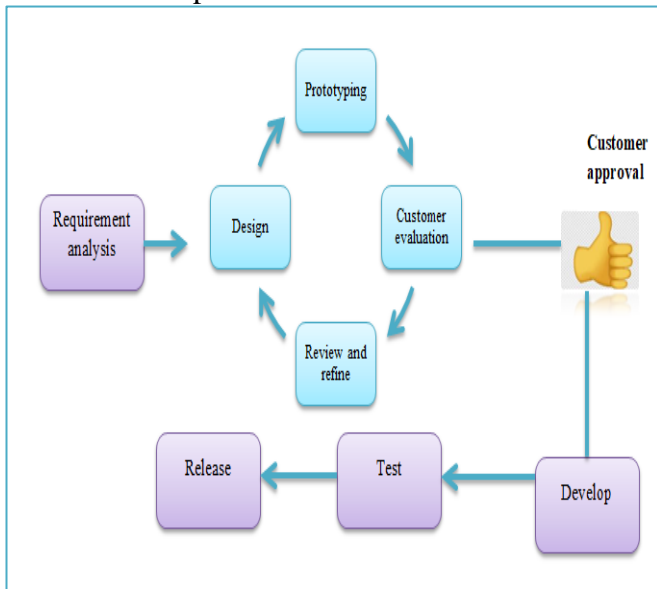 Prototyping
Customer
approval
Requirement
analysis
Design
Customer
evaluation
Review and
refine
Release
Test
Develop